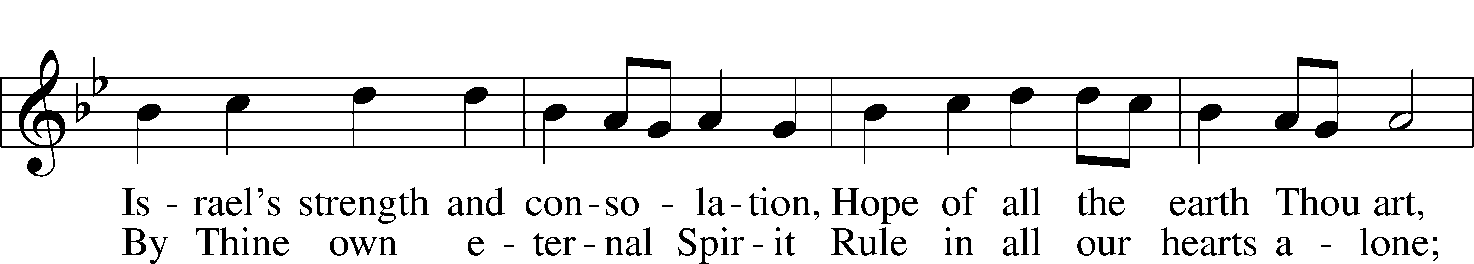 Is - rael's strength and con - so - la - tion, Hope of all the earth Thou art,
By Thine own e - ter - nal Spir - it Rule in all our hearts a - lone;